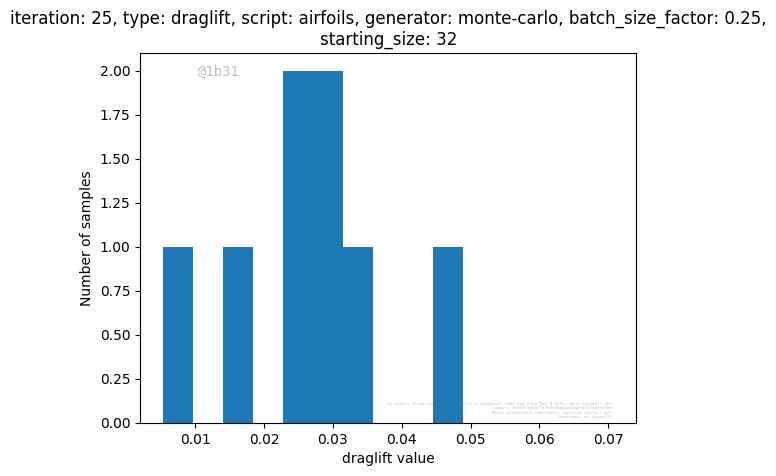 iteration: 25, type: draglift, script: airfoils, generator: monte-carlo, batch_size_factor: 0.25,
starting_size: 32
@1b31
2.00
1.75
1.50
1.25
1.00
0.75
0.50
0.25
0.00
Number of samples
0.01 0.02 0.03 0.04 0.05 0.06 0.07
draglift value